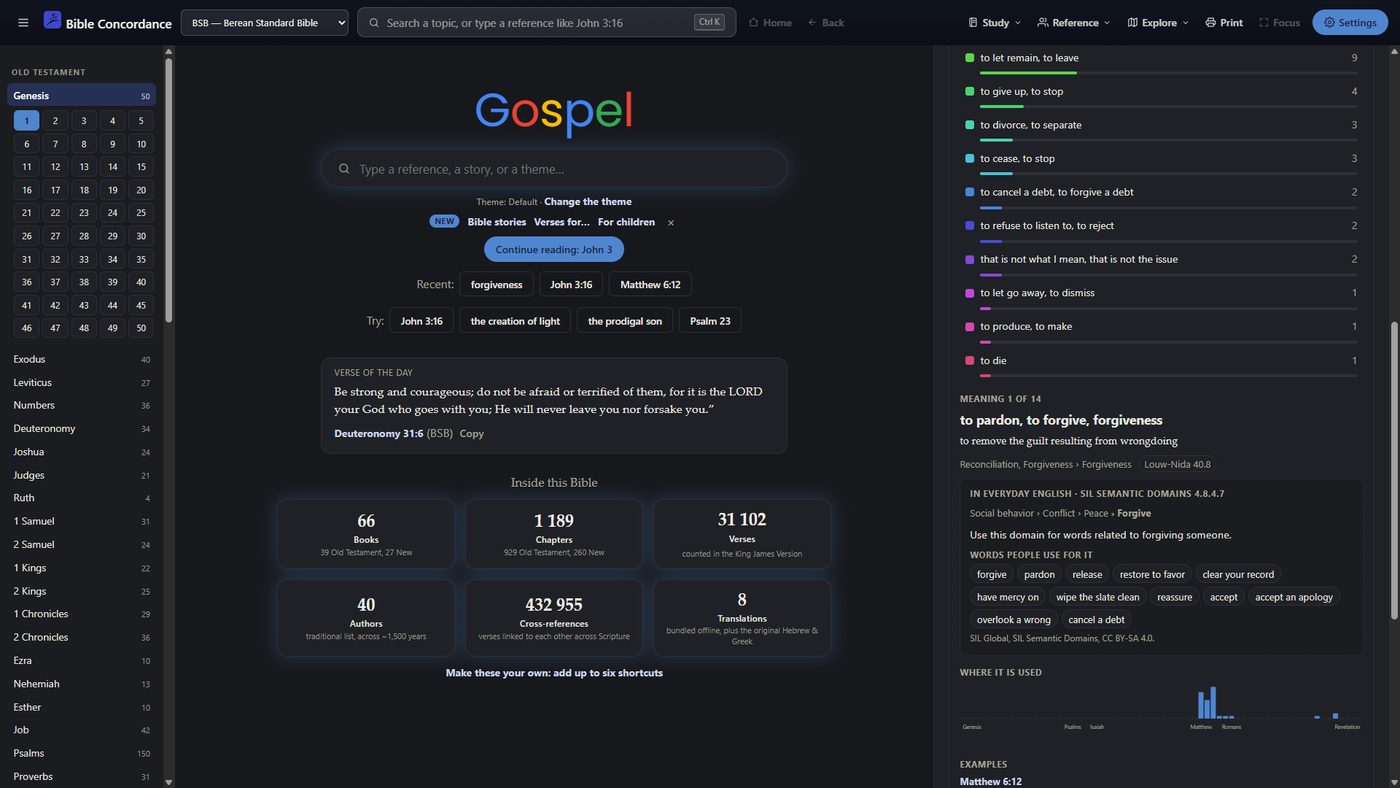 Bible Concordance
BSB — Berean Standard Bible
Search a topic, or type a reference like John 3:16
Ctrl K
Home
Back
Study
Reference
Explore
Print
Focus
Settings
OLD TESTAMENT
Genesis 50
1 2 3 4 5
6 7 8 9 10
11 12 13 14 15
16 17 18 19 20
21 22 23 24 25
26 27 28 29 30
31 32 33 34 35
36 37 38 39 40
41 42 43 44 45
46 47 48 49 50
Exodus 40
Leviticus 27
Numbers 36
Deuteronomy 34
Joshua 24
Judges 21
Ruth 4
1 Samuel 31
2 Samuel 24
1 Kings 22
2 Kings 25
1 Chronicles 29
2 Chronicles 36
Ezra 10
Nehemiah 13
Esther 10
Job 42
Psalms 150
Proverbs 31
Gospel
Type a reference, a story, or a theme...
Theme: Default · Change the theme
NEW Bible stories Verses for... For children ×
Continue reading: John 3
Recent: forgiveness John 3:16 Matthew 6:12
Try: John 3:16 the creation of light the prodigal son Psalm 23
VERSE OF THE DAY
Be strong and courageous; do not be afraid or terrified of them, for it is the LORD
your God who goes with you; He will never leave you nor forsake you.”
Deuteronomy 31:6 (BSB) Copy
Inside this Bible
66
Books
39 Old Testament, 27 New
1 189
Chapters
929 Old Testament, 260 New
31 102
Verses
counted in the King James Version
40
Authors
traditional list, across ~1,500 years
432 955
Cross-references
verses linked to each other across Scripture
8
Translations
bundled offline, plus the original Hebrew &
Greek
Make these your own: add up to six shortcuts
to let remain, to leave 9
to give up, to stop 4
to divorce, to separate 3
to cease, to stop 3
to cancel a debt, to forgive a debt 2
to refuse to listen to, to reject 2
that is not what I mean, that is not the issue 2
to let go away, to dismiss 1
to produce, to make 1
to die 1
MEANING 1 OF 14
to pardon, to forgive, forgiveness
to remove the guilt resulting from wrongdoing
Reconciliation, Forgiveness › Forgiveness Louw-Nida 40.8
IN EVERYDAY ENGLISH · SIL SEMANTIC DOMAINS 4.8.4.7
Social behavior › Conflict › Peace › Forgive
Use this domain for words related to forgiving someone.
WORDS PEOPLE USE FOR IT
forgive pardon release restore to favor clear your record
have mercy on wipe the slate clean reassure accept accept an apology
overlook a wrong cancel a debt
SIL Global, SIL Semantic Domains, CC BY-SA 4.0.
WHERE IT IS USED
Genesis Psalms Isaiah Matthew Romans Revelation
EXAMPLES
Matthew 6:12